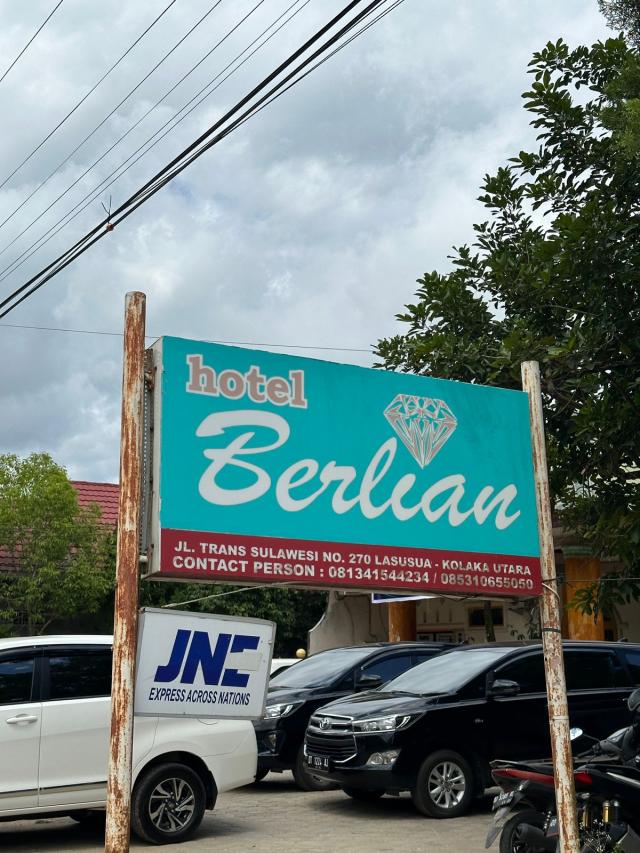 hotel
Berlian
JL. TRANS SULAWESI NO. 270 LASUSUA - KOLAKA UTARA
CONTACT PERSON : 081341544234 / 085310655050
JNE
EXPRESS ACROSS NATIONS